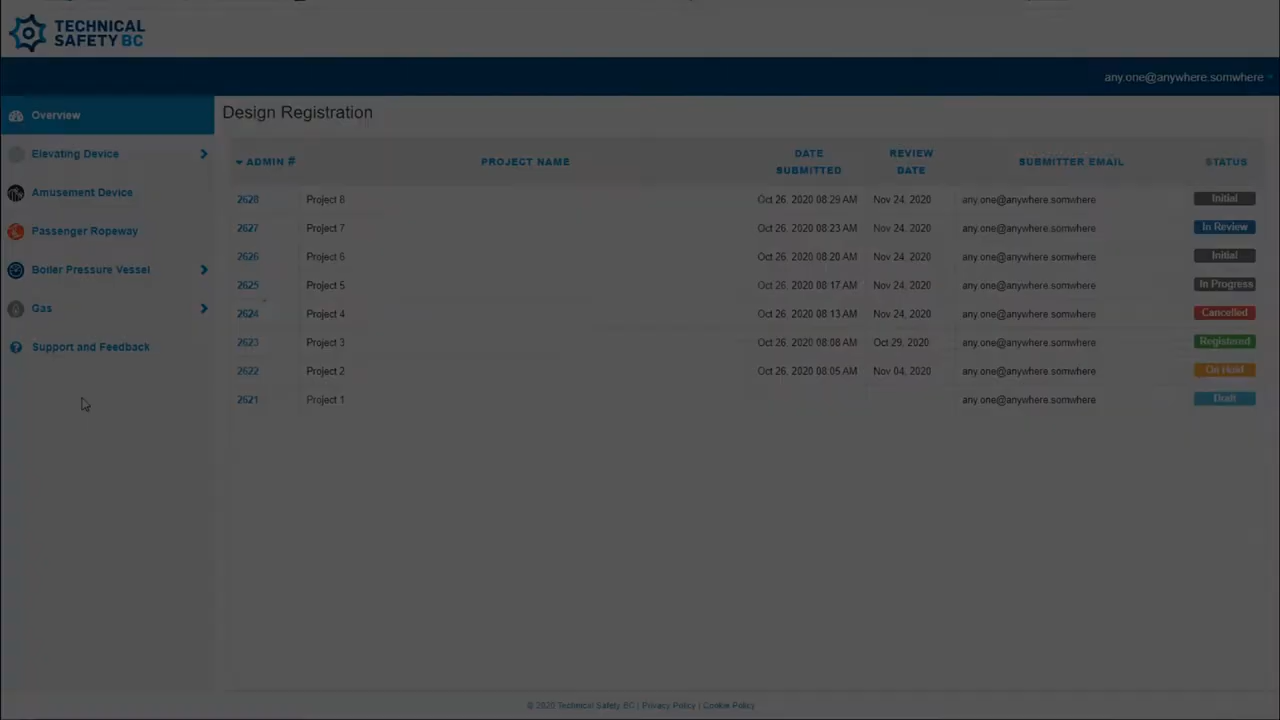 TECHNICAL
SAFETY BC
any.one@anywhere.somwhere
Overview
Elevating Device
Amusement Device
Passenger Ropeway
Boiler Pressure Vessel
Gas
Support and Feedback
Design Registration
ADMIN # PROJECT NAME DATE SUBMITTED REVIEW DATE SUBMITTER EMAIL STATUS
2628 Project 8 Oct 26, 2020 08:29 AM Nov 24, 2020 any.one@anywhere.somwhere Initial
2627 Project 7 Oct 26, 2020 08:23 AM Nov 24, 2020 any.one@anywhere.somwhere In Review
2626 Project 6 Oct 26, 2020 08:20 AM Nov 24, 2020 any.one@anywhere.somwhere Initial
2625 Project 5 Oct 26, 2020 08:17 AM Nov 24, 2020 any.one@anywhere.somwhere In Progress
2624 Project 4 Oct 26, 2020 08:13 AM Nov 24, 2020 any.one@anywhere.somwhere Cancelled
2623 Project 3 Oct 26, 2020 08:08 AM Oct 29, 2020 any.one@anywhere.somwhere Registered
2622 Project 2 Oct 26, 2020 08:05 AM Nov 04, 2020 any.one@anywhere.somwhere On Hold
2621 Project 1 any.one@anywhere.somwhere Draft
© 2020 Technical Safety BC | Privacy Policy | Cookie Policy